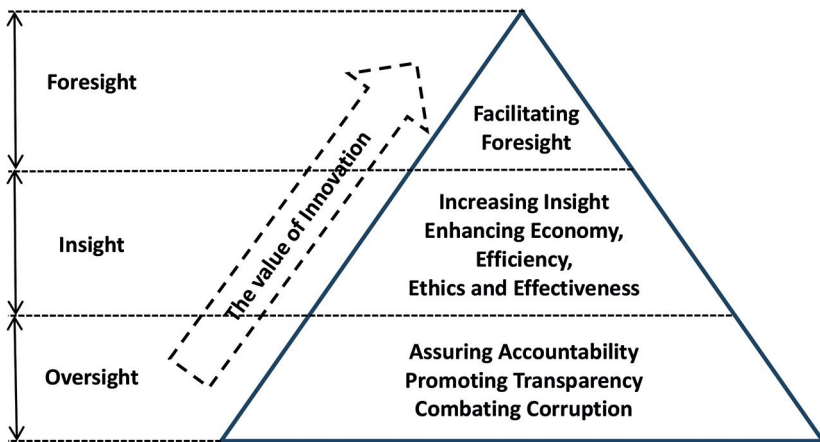 Foresight
Facilitating
Foresight
The value of Innovation
Insight
Increasing Insight
Enhancing Economy,
Efficiency,
Ethics and Effectiveness
Oversight
Assuring Accountability
Promoting Transparency
Combating Corruption